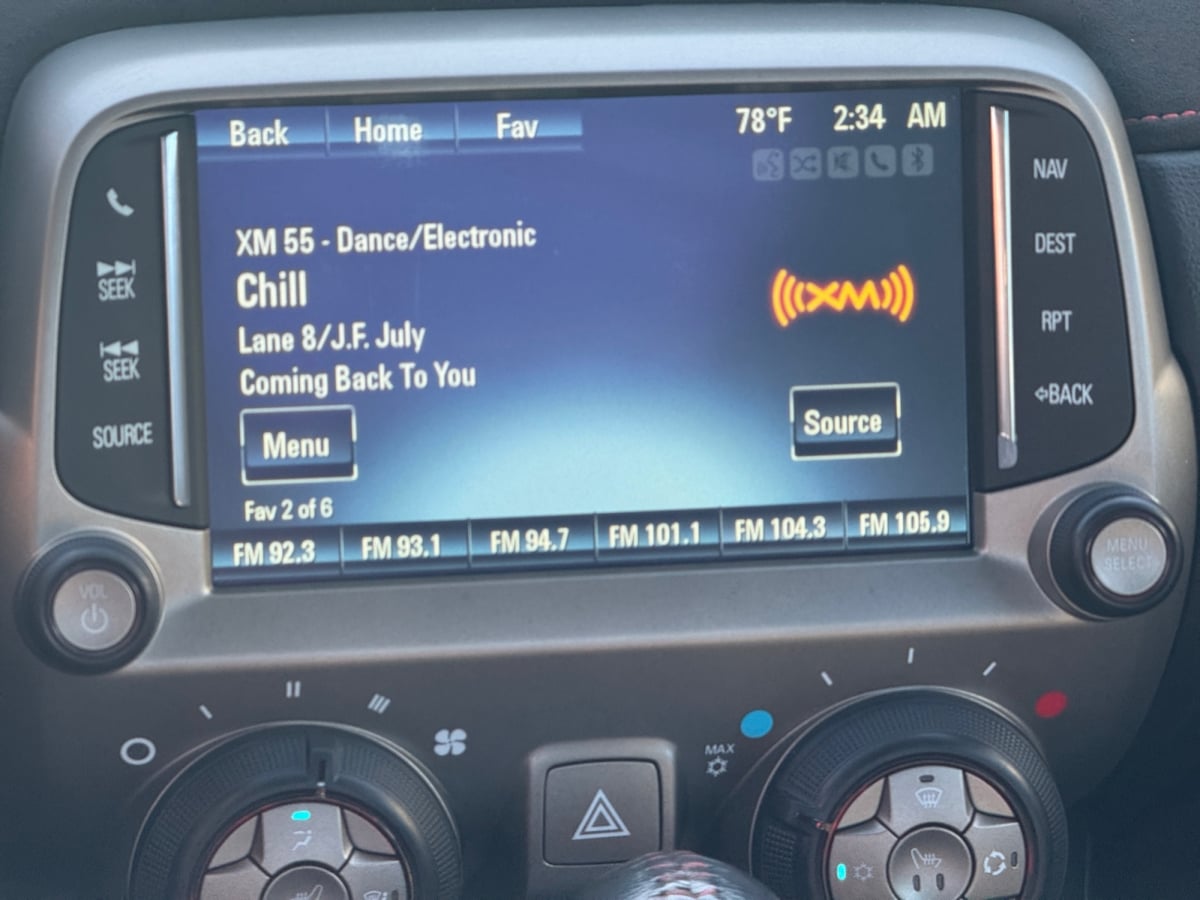 Back Home Fav 78°F 2:34 AM
XM 55 - Dance/Electronic
Chill
Lane 8/J.F. July
Coming Back To You
XM
Menu
Source
Fav 2 of 6
FM 92.3 FM 93.1 FM 94.7 FM 101.1 FM 104.3 FM 105.9
SEEK
SEEK
SOURCE
NAV
DEST
RPT
BACK
VOL
MENU
SELECT
MAX